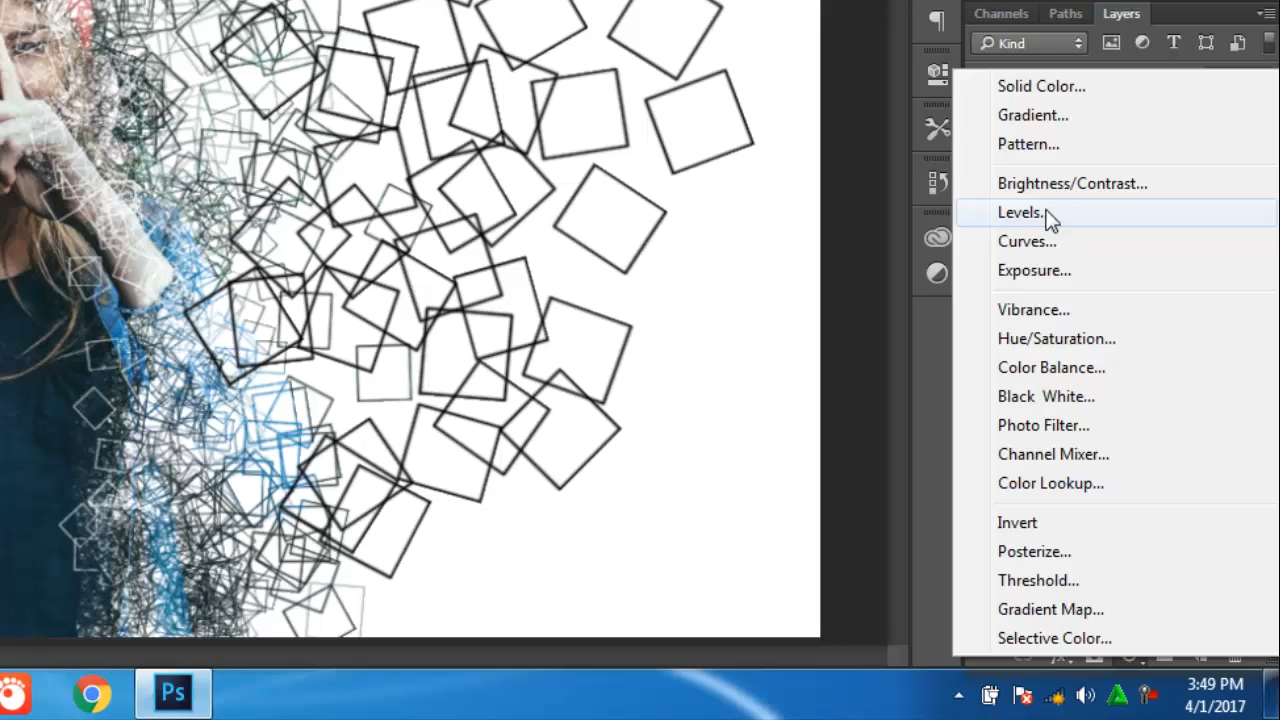 Channels Paths Layers
Kind
Solid Color...
Gradient...
Pattern...
Brightness/Contrast...
Levels...
Curves...
Exposure...
Vibrance...
Hue/Saturation...
Color Balance...
Black  White...
Photo Filter...
Channel Mixer...
Color Lookup...
Invert
Posterize...
Threshold...
Gradient Map...
Selective Color...
Ps
3:49 PM
4/1/2017